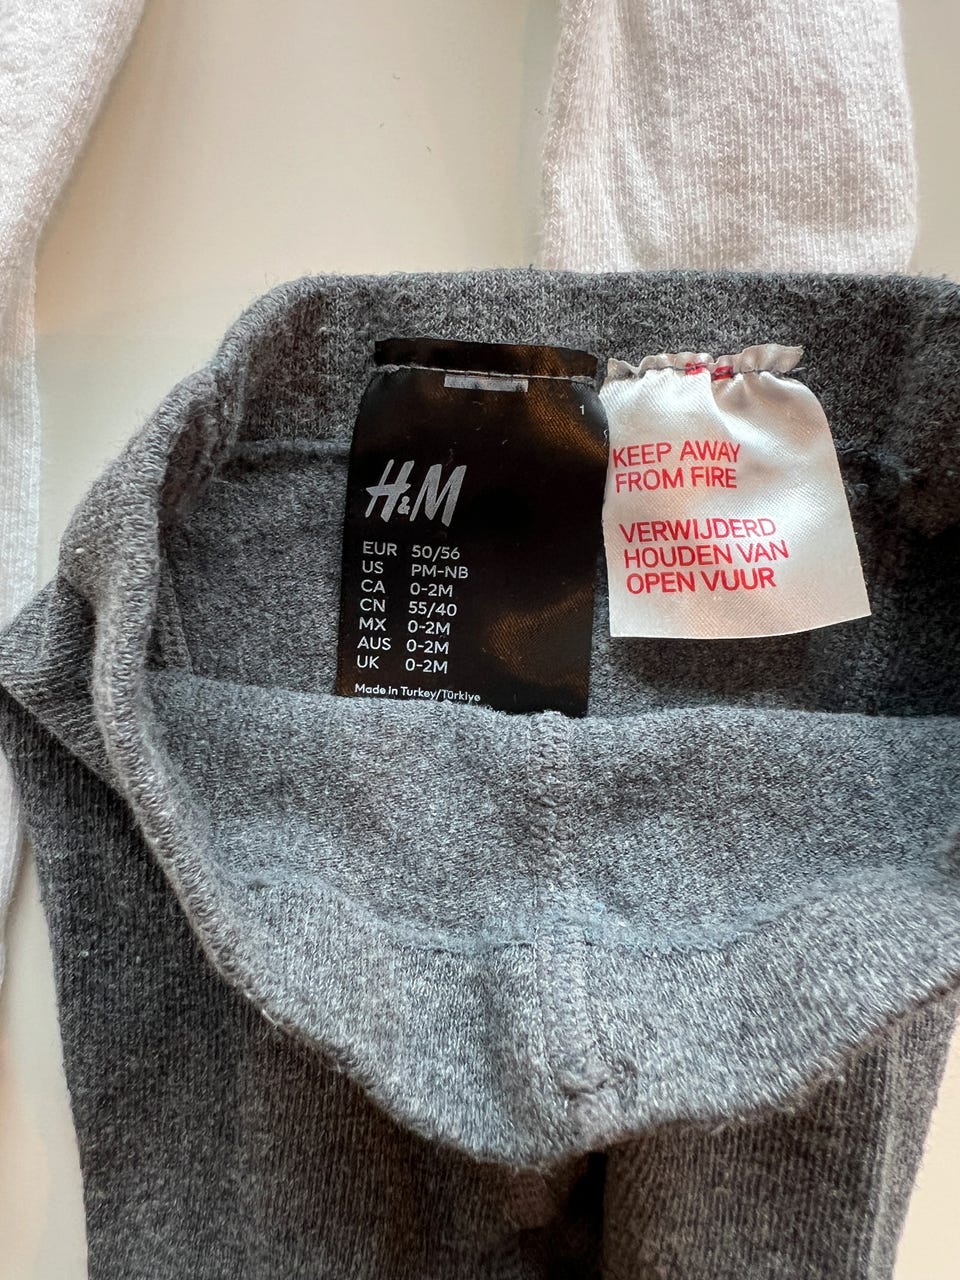 1
H&M
EUR 50/56
US PM-NB
CA 0-2M
CN 55/40
MX 0-2M
AUS 0-2M
UK 0-2M
Made in Turkey/Türkiye
KEEP AWAY
FROM FIRE
VERWIJDERD
HOUDEN VAN
OPEN VUUR